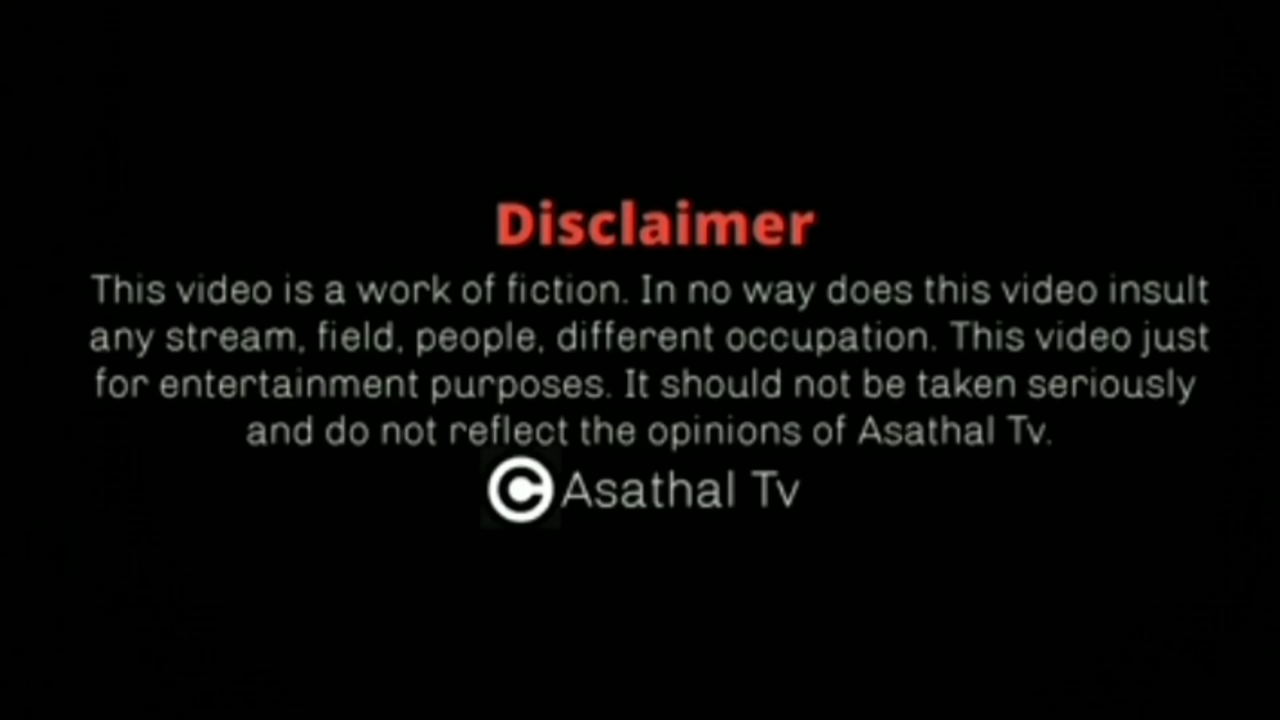 Disclaimer
This video is a work of fiction. In no way does this video insult
any stream, field, people, different occupation. This video just
for entertainment purposes. It should not be taken seriously
and do not reflect the opinions of Asathal Tv.
© Asathal Tv